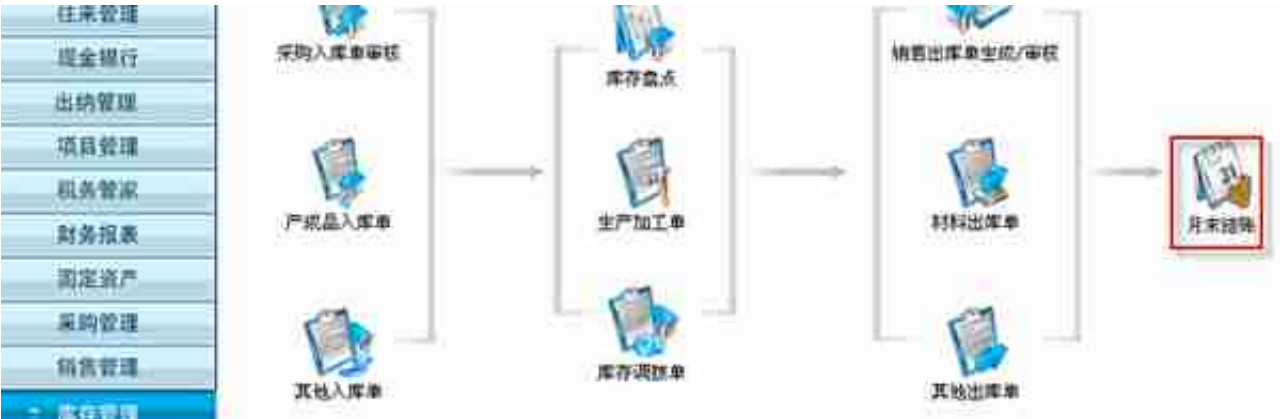 往来管理
现金银行
出纳管理
项目管理
税务管家
财务报表
固定资产
采购管理
销售管理
库存管理
采购入库单审核
产成品入库单
其他入库单
库存盘点
生产加工单
库存调拨单
销售出库单生成/审核
材料出库单
其他出库单
月末结账